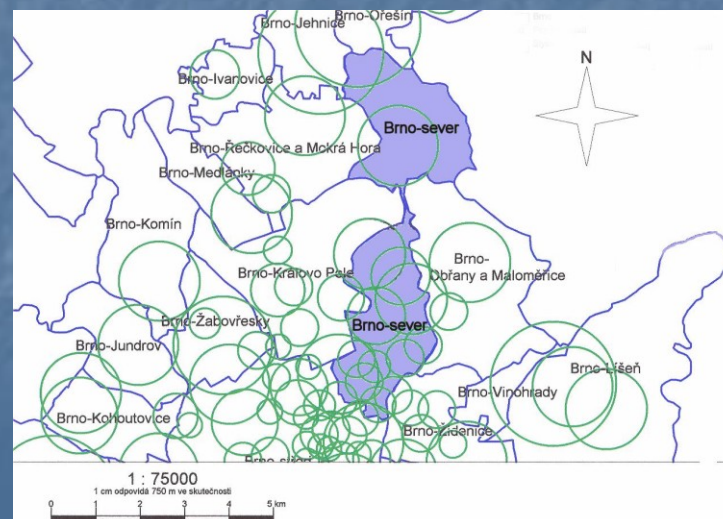 Brno-Jehnice
Brno-Ořešín
Brno-Ivanovice
N
Brno-sever
Brno-Řečkovice a Mokrá Hora
Brno-Medlánky
Brno-Komín
Brno-Královo Pole
Brno-
Obřany a Maloměřice
Brno-Žabovřesky
Brno-sever
Brno-Jundrov
Brno-Líšeň
Brno-Vinohrady
Brno-Kohoutovice
Brno-Židenice
1 : 75000
1 cm odpovídá 750 m ve skutečnosti
0 1 2 3 4 5 km